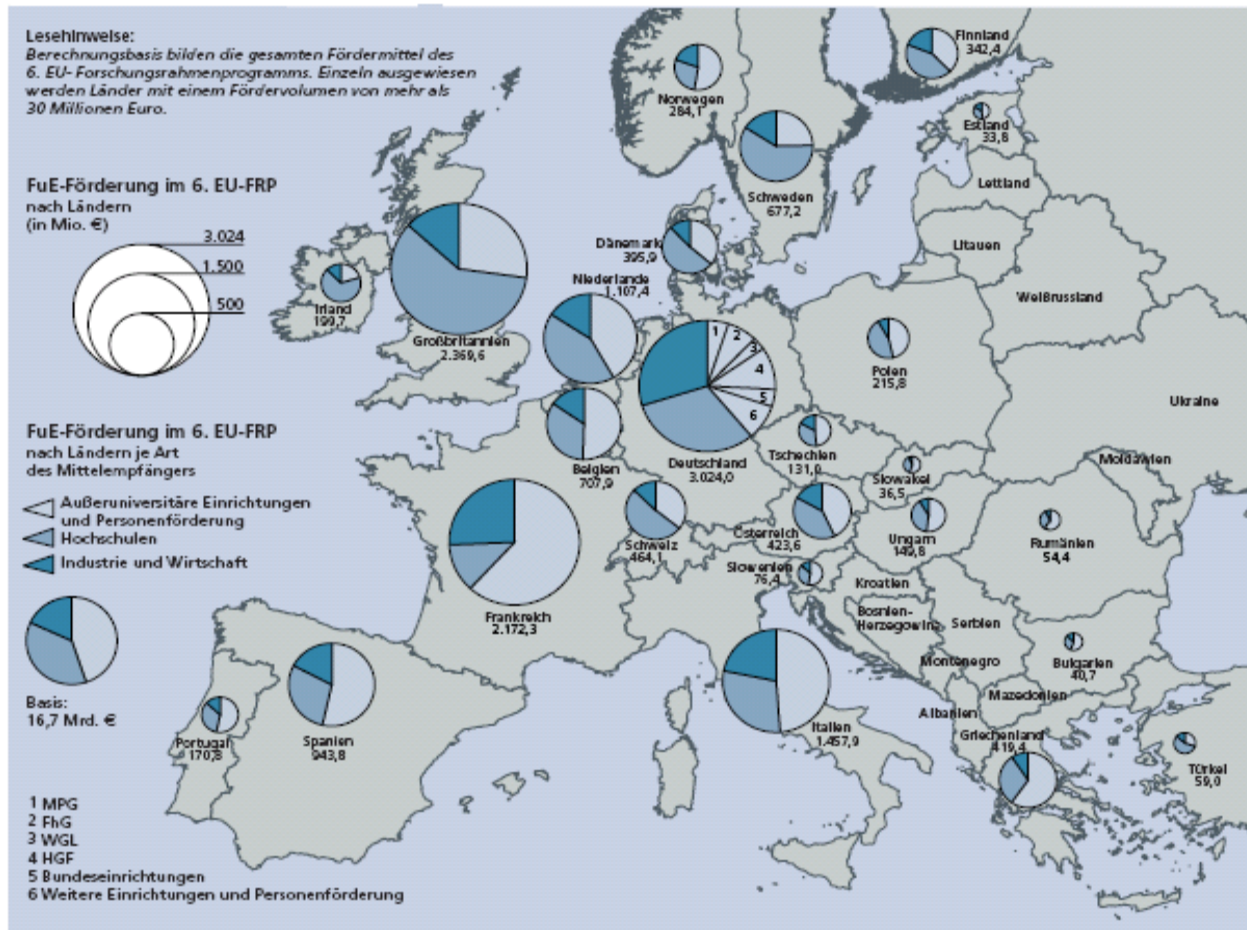 Lesehinweise:
Berechnungsbasis bilden die gesamten Fördermittel des
6. EU- Forschungsrahmenprogramms. Einzeln ausgewiesen
werden Länder mit einem Fördervolumen von mehr als
30 Millionen Euro.
FuE-Förderung im 6. EU-FRP
nach Ländern
(in Mio. €)
3.024
1.500
500
FuE-Förderung im 6. EU-FRP
nach Ländern je Art
des Mittelempfängers
Außeruniversitäre Einrichtungen
und Personenförderung
Hochschulen
Industrie und Wirtschaft
Basis:
16,7 Mrd. €
1 MPG
2 FhG
3 WGL
4 HGF
5 Bundeseinrichtungen
6 Weitere Einrichtungen und Personenförderung
Finnland
342,4
Norwegen
284,1
Estland
33,8
Schweden
677,2
Lettland
Litauen
Weißrussland
Dänemark
395,9
Irland
199,7
Großbritannien
2.369,6
Niederlande
1.107,4
1
2
3
4
5
6
Deutschland
3.024,0
Polen
215,8
Ukraine
Belgien
707,9
Tschechien
131,0
Slowakei
36,5
Moldawien
Frankreich
2.172,3
Schweiz
464,1
Österreich
423,6
Ungarn
149,8
Rumänien
54,4
Slowenien
76,4
Kroatien
Bosnien-
Herzegowina
Serbien
Montenegro
Bulgarien
40,7
Mazedonien
Albanien
Portugal
170,8
Spanien
943,8
Italien
1.457,9
Griechenland
419,4
Türkei
59,0